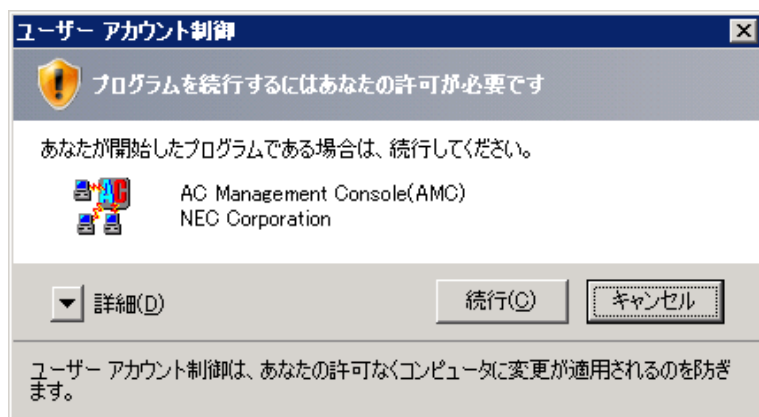 ユーザー アカウント制御
プログラムを続行するにはあなたの許可が必要です
あなたが開始したプログラムである場合は、続行してください。
AC
AC Management Console(AMC)
NEC Corporation
詳細(D)
続行(C)
キャンセル
ユーザー アカウント制御は、あなたの許可なくコンピュータに変更が適用されるのを防ぎ
ます。